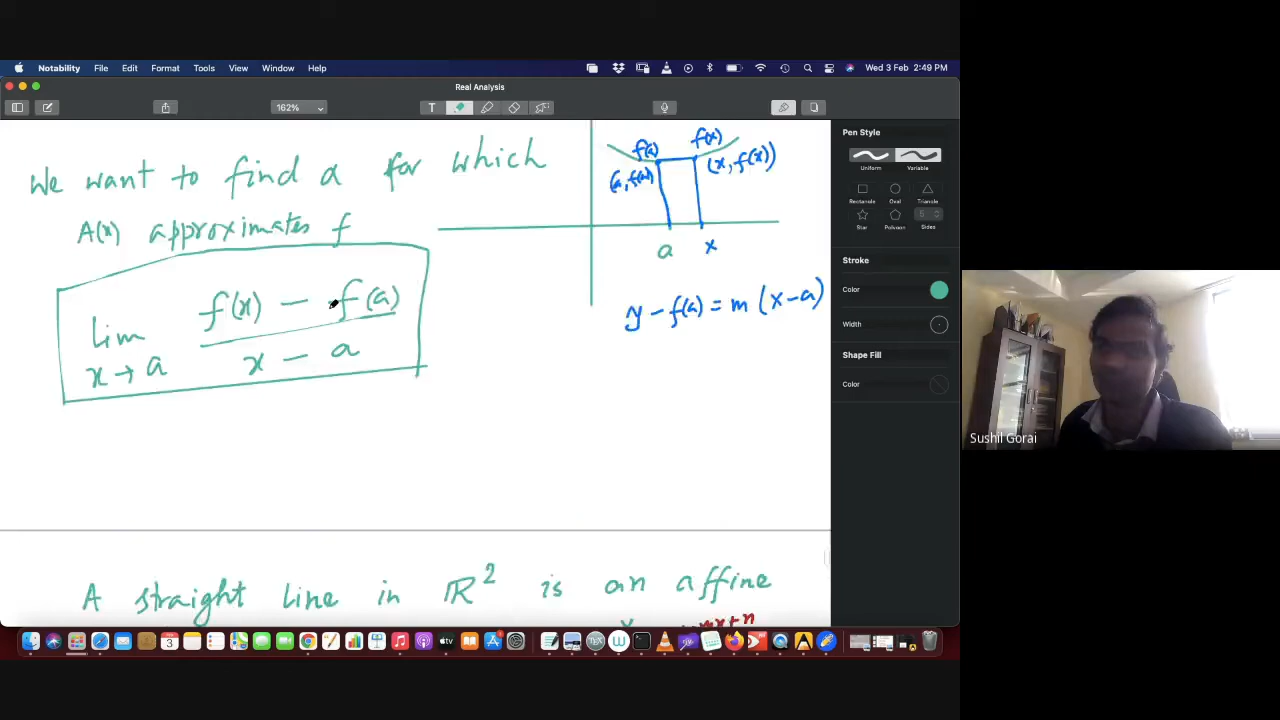 Notability File Edit Format Tools View Window Help Wed 3 Feb 2:49 PM
Real Analysis
162% T
We want to find a for which
A(x) approximates f
lim x→a f(x) − f(a) / x − a
f(a) f(x)
(a, f(a)) (x, f(x))
a x
y − f(a) = m (x−a)
A straight line in ℝ² is an affine
mx+n
Pen Style
Uniform Variable
Rectangle Oval Triangle
5
Star Polygon Sides
Stroke
Color
Width
Shape Fill
Color
Sushil Gorai